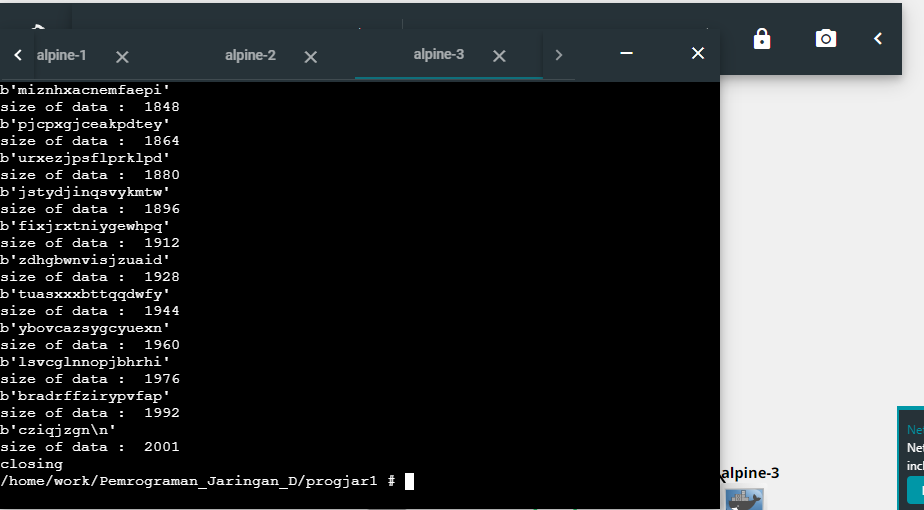 alpine-1
alpine-2
alpine-3
b'miznhxacnemfaepi'
size of data :  1848
b'pjcpxgjceakpdtey'
size of data :  1864
b'urxezjpsflprklpd'
size of data :  1880
b'jstydjinqsvykmtw'
size of data :  1896
b'fixjrxtniygewhpq'
size of data :  1912
b'zdhgbwnvisjzuaid'
size of data :  1928
b'tuasxxxbttqqdwfy'
size of data :  1944
b'ybovcazsygcyuexn'
size of data :  1960
b'lsvcglnnopjbhrhi'
size of data :  1976
b'bradrffzirypvfap'
size of data :  1992
b'cziqjzgn\n'
size of data :  2001
closing
/home/work/Pemrograman_Jaringan_D/progjar1 #
alpine-3
Net
Net
incl